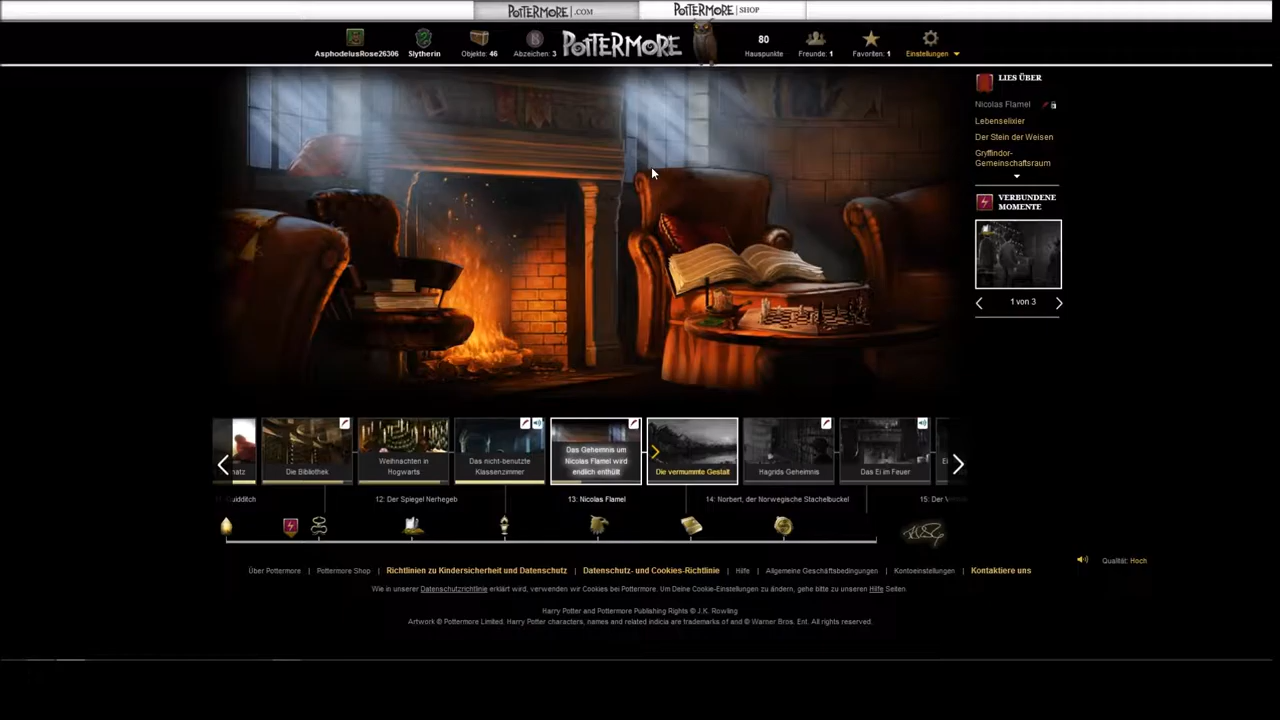 POTTERMORE .COM
POTTERMORE SHOP
AsphodelusRose26306
Slytherin
Objekte: 46
Abzeichen: 3
POTTERMORE
80
Hauspunkte
Freunde: 1
Favoriten: 1
Einstellungen
LIES ÜBER
Nicolas Flamel
Lebenselixier
Der Stein der Weisen
Gryffindor-
Gemeinschaftsraum
VERBUNDENE
MOMENTE
1 von 3
Die Bibliothek
Weihnachten in
Hogwarts
Das nicht-benutzte
Klassenzimmer
Das Geheimnis um
Nicolas Flamel wird
endlich enthüllt
Die vermummte Gestalt
Hagrids Geheimnis
Das Ei im Feuer
12: Der Spiegel Nerhegeb
13: Nicolas Flamel
14: Norbert, der Norwegische Stachelbuckel
Qualität: Hoch
Über Pottermore | Pottermore Shop | Richtlinien zu Kindersicherheit und Datenschutz | Datenschutz- und Cookies-Richtlinie | Hilfe | Allgemeine Geschäftsbedingungen | Kontoeinstellungen | Kontaktiere uns
Wie in unserer Datenschutzrichtlinie erklärt wird, verwenden wir Cookies bei Pottermore. Um Deine Cookie-Einstellungen zu ändern, gehe bitte zu unseren Hilfe Seiten.
Harry Potter and Pottermore Publishing Rights © J.K. Rowling
Artwork © Pottermore Limited. Harry Potter characters, names and related indicia are trademarks of and © Warner Bros. Ent. All rights reserved.